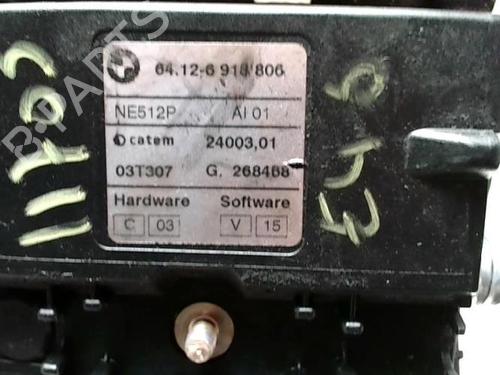 64.12-6 918 806
NE512P AI 01
catem 24003,01
03T307 G. 268468
Hardware Software
C 03 V 15